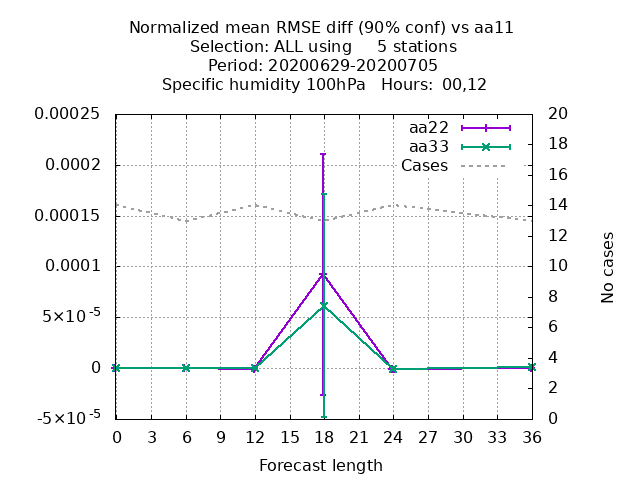 Normalized mean RMSE diff (90% conf) vs aa11
Selection: ALL using     5 stations
Period: 20200629-20200705
Specific humidity 100hPa   Hours: 00,12
0.00025
0.0002
0.00015
0.0001
5×10⁻⁵
0
-5×10⁻⁵
20
18
16
14
12
10
8
6
4
2
0
aa22
aa33
Cases
No cases
0 3 6 9 12 15 18 21 24 27 30 33 36
Forecast length